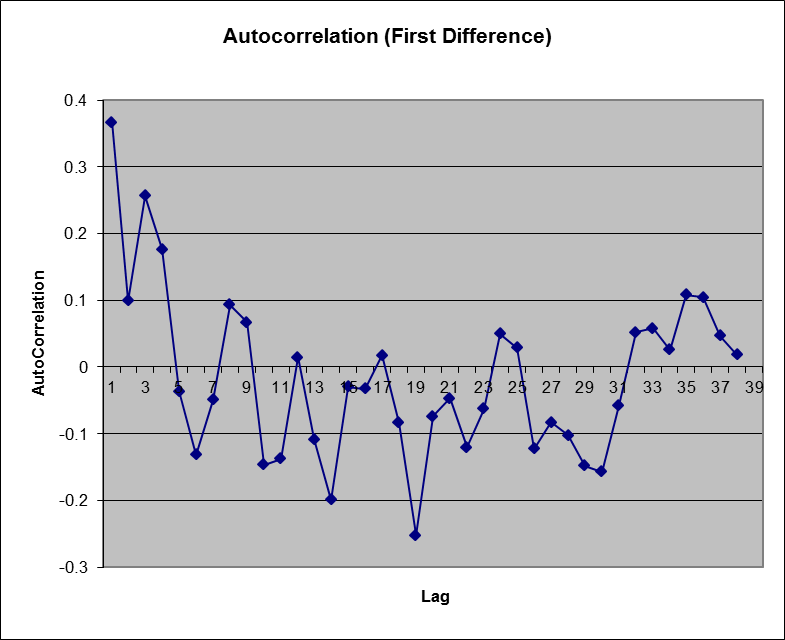 Autocorrelation (First Difference)
0.4
0.3
0.2
0.1
0
-0.1
-0.2
-0.3
AutoCorrelation
1 3 5 7 9 11 13 15 17 19 21 23 25 27 29 31 33 35 37 39
Lag